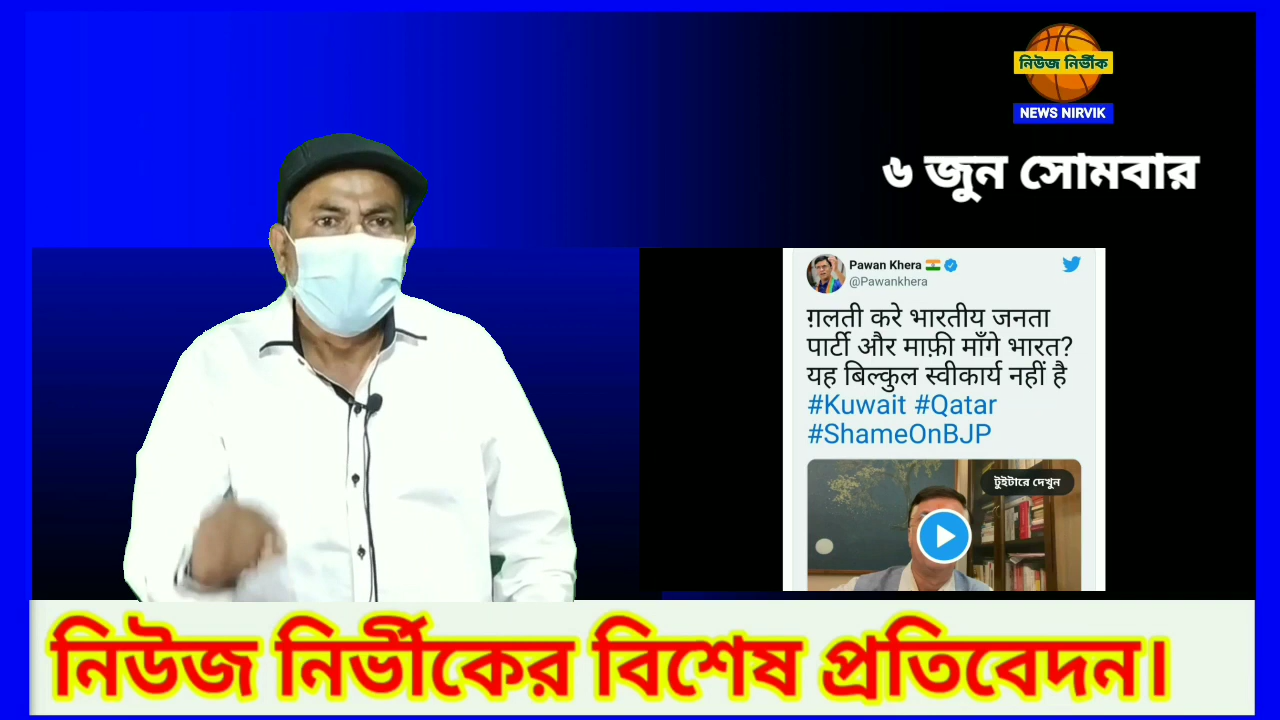 নিউজ নির্ভীক
NEWS NIRVIK
৬ জুন সোমবার
Pawan Khera
@Pawankhera
ग़लती करे भारतीय जनता
पार्टी और माफ़ी माँगे भारत?
यह बिल्कुल स्वीकार्य नहीं है
#Kuwait #Qatar
#ShameOnBJP
টুইটারে দেখুন
নিউজ নির্ভীকের বিশেষ প্রতিবেদন।